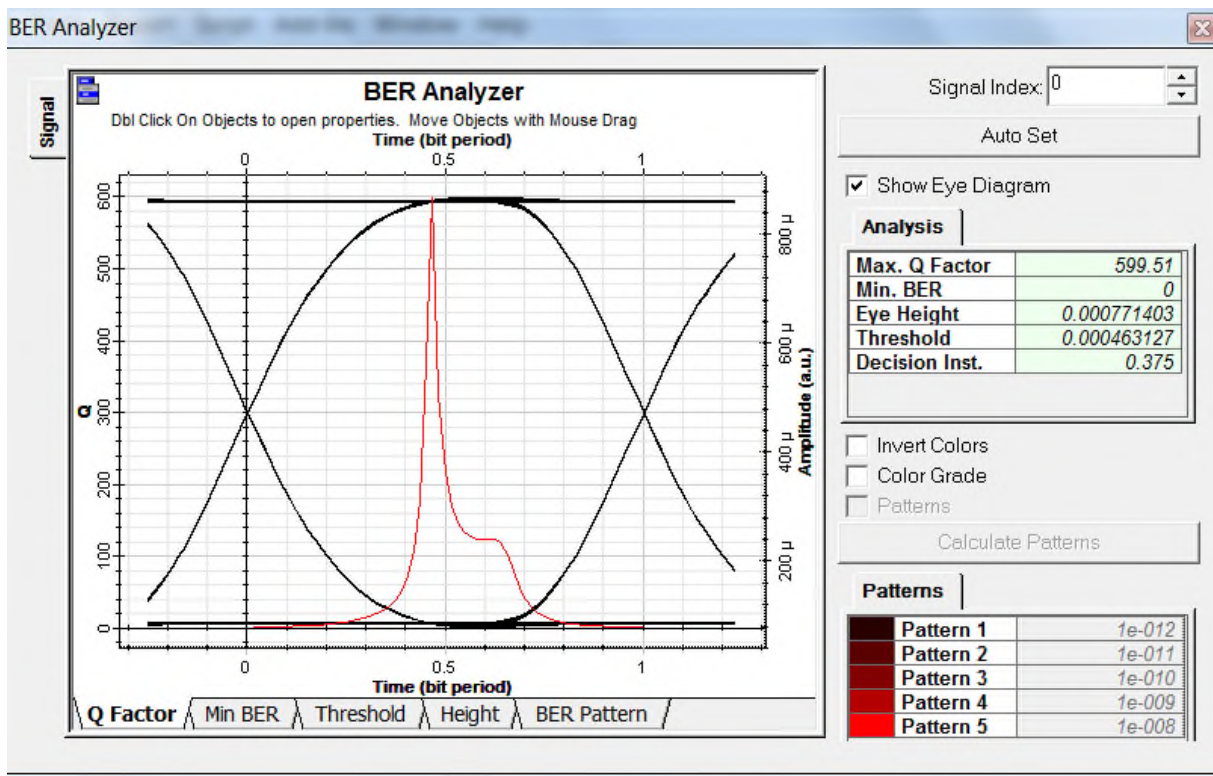 BER Analyzer
Signal
BER Analyzer
Dbl Click On Objects to open properties. Move Objects with Mouse Drag
Time (bit period)
0 0.5 1
600
500
400
300
200
100
0
Q
800 µ
600 µ
400 µ
200 µ
Amplitude (a.u.)
0 0.5 1
Time (bit period)
Q Factor Min BER Threshold Height BER Pattern
Signal Index: 0
Auto Set
Show Eye Diagram
Analysis
Max. Q Factor 599.51
Min. BER 0
Eye Height 0.000771403
Threshold 0.000463127
Decision Inst. 0.375
Invert Colors
Color Grade
Patterns
Calculate Patterns
Patterns
Pattern 1 1e-012
Pattern 2 1e-011
Pattern 3 1e-010
Pattern 4 1e-009
Pattern 5 1e-008